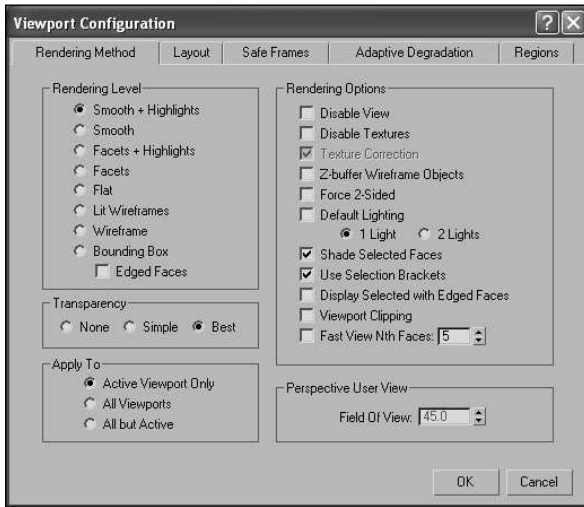 Viewport Configuration
Rendering Method
Layout
Safe Frames
Adaptive Degradation
Regions
Rendering Level
Smooth + Highlights
Smooth
Facets + Highlights
Facets
Flat
Lit Wireframes
Wireframe
Bounding Box
Edged Faces
Transparency
None
Simple
Best
Apply To
Active Viewport Only
All Viewports
All but Active
Rendering Options
Disable View
Disable Textures
Texture Correction
Z-buffer Wireframe Objects
Force 2-Sided
Default Lighting
1 Light
2 Lights
Shade Selected Faces
Use Selection Brackets
Display Selected with Edged Faces
Viewport Clipping
Fast View Nth Faces: 5
Perspective User View
Field Of View: 45.0
OK
Cancel